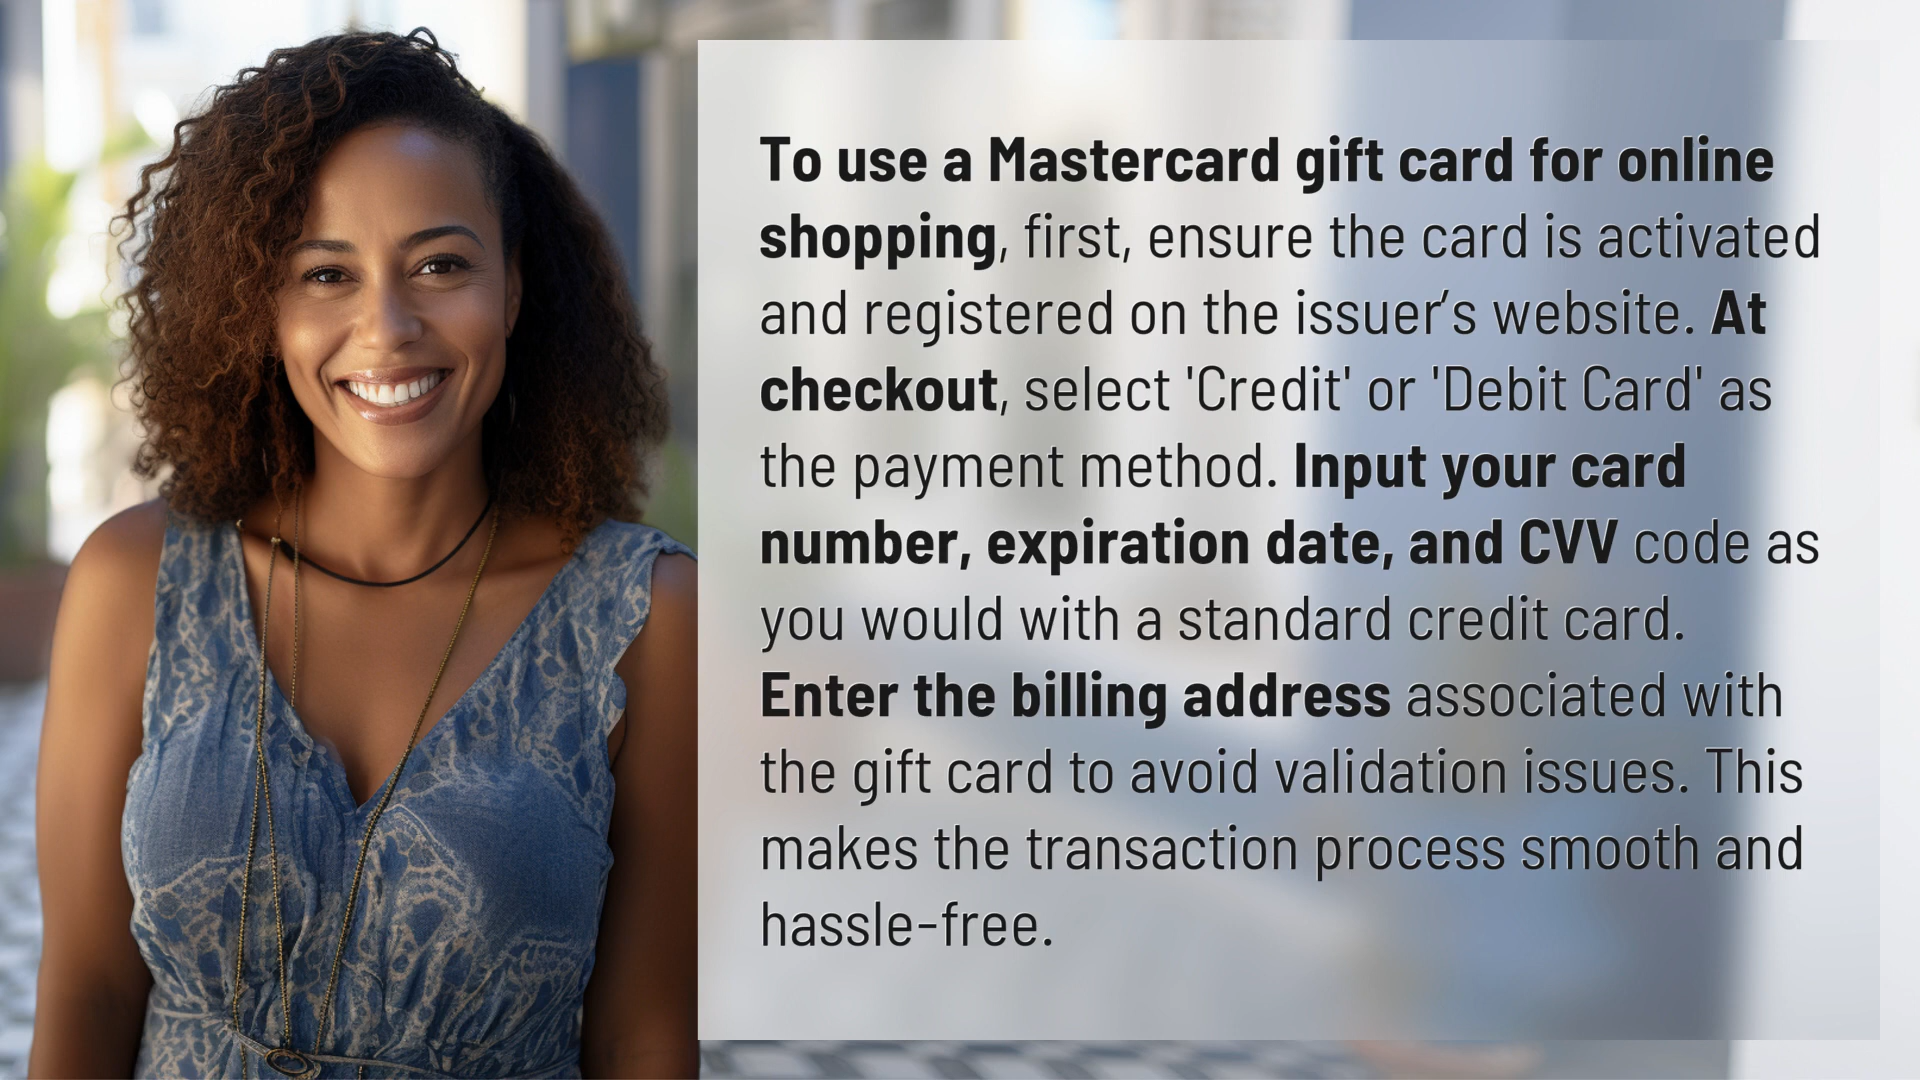 To use a Mastercard gift card for online
shopping, first, ensure the card is activated
and registered on the issuer’s website. At
checkout, select 'Credit' or 'Debit Card' as
the payment method. Input your card
number, expiration date, and CVV code as
you would with a standard credit card.
Enter the billing address associated with
the gift card to avoid validation issues. This
makes the transaction process smooth and
hassle-free.